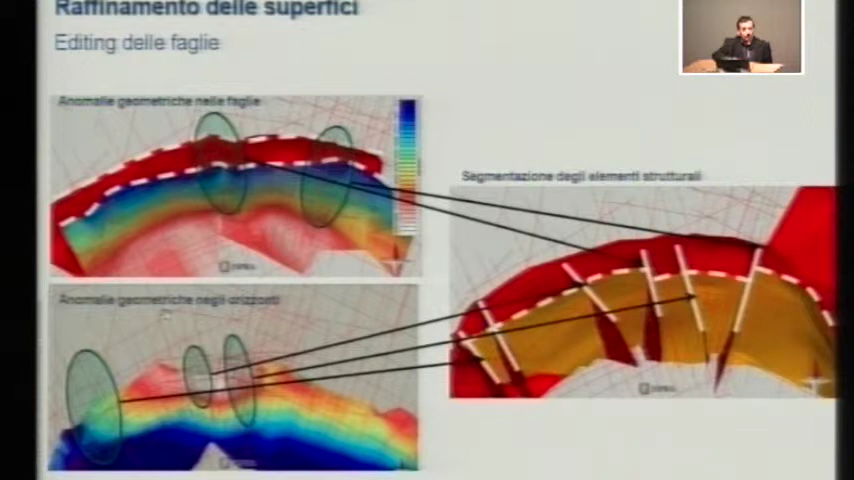 Raffinamento delle superfici
Editing delle faglie
Anomalie geometriche nelle faglie
Segmentazione degli elementi strutturali
Anomalie geometriche negli orizzonti